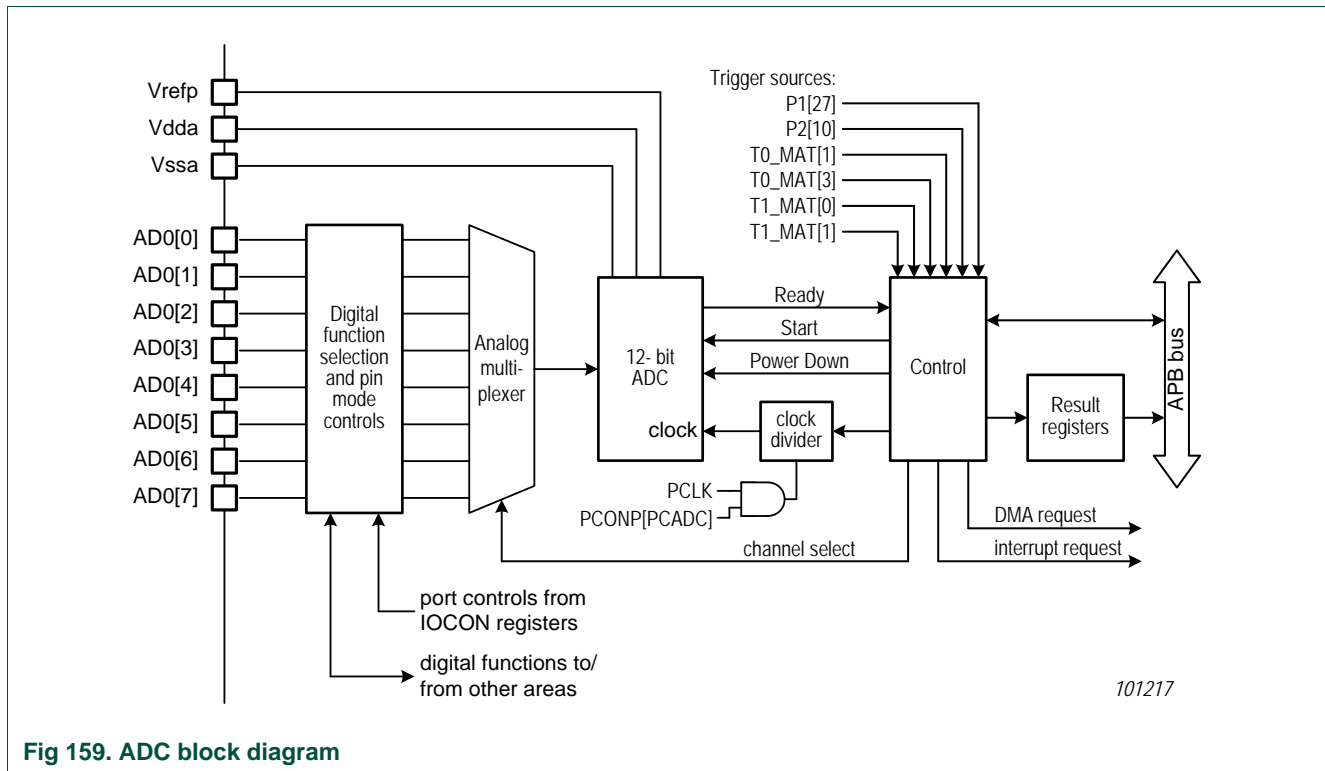 Vrefp
Vdda
Vssa
AD0[0]
AD0[1]
AD0[2]
AD0[3]
AD0[4]
AD0[5]
AD0[6]
AD0[7]
Digital
function
selection
and pin
mode
controls
Analog
multi-
plexer
12- bit
ADC
clock
Trigger sources:
P1[27]
P2[10]
T0_MAT[1]
T0_MAT[3]
T1_MAT[0]
T1_MAT[1]
Ready
Start
Power Down
clock
divider
Control
Result
registers
APB bus
PCLK
PCONP[PCADC]
channel select
DMA request
interrupt request
port controls from
IOCON registers
digital functions to/
from other areas
101217
Fig 159. ADC block diagram